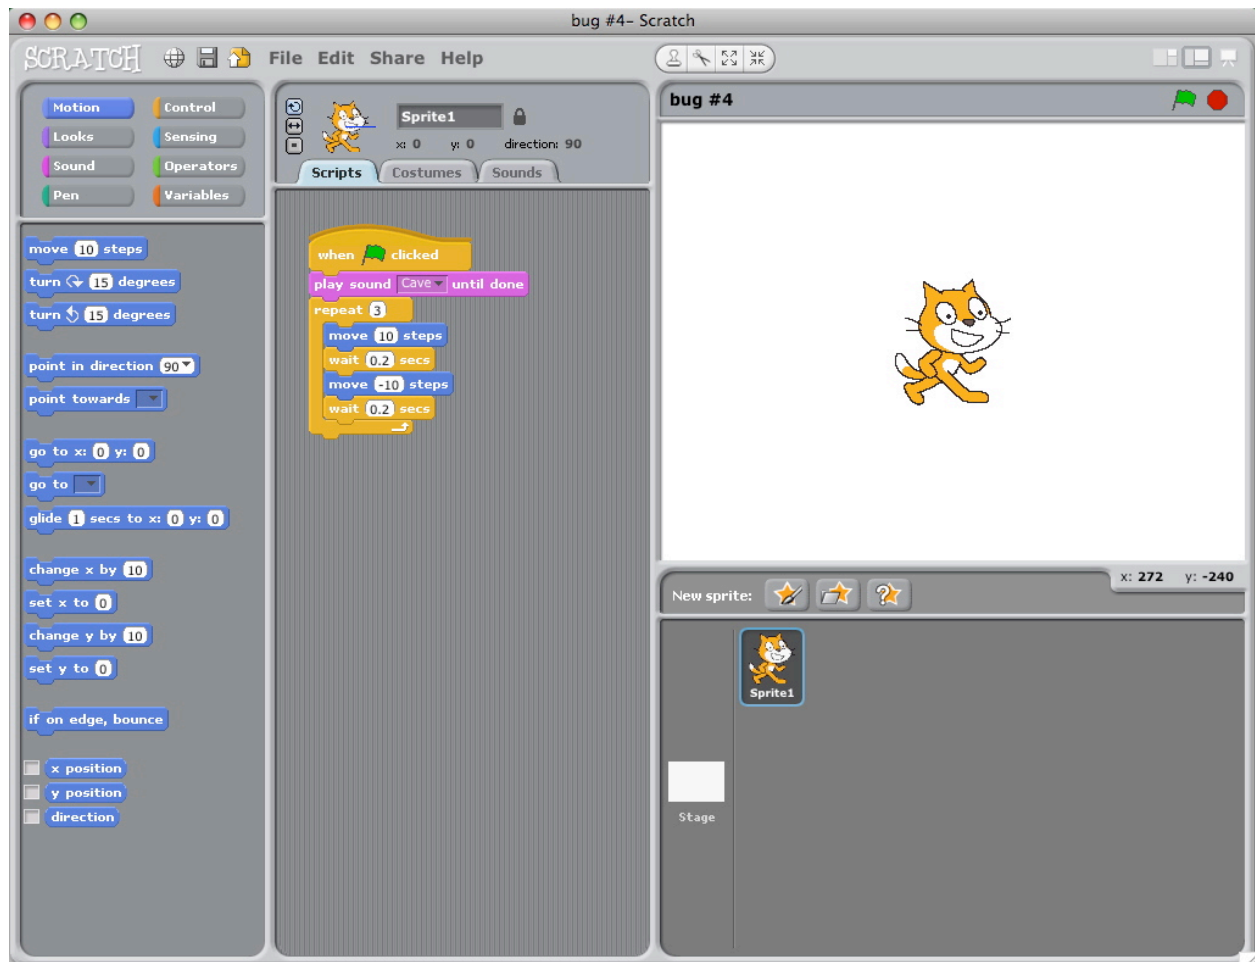 bug #4- Scratch
SCRATCH File Edit Share Help
Motion Control
Looks Sensing
Sound Operators
Pen Variables
move 10 steps
turn 15 degrees
turn 15 degrees
point in direction 90
point towards
go to x: 0 y: 0
go to
glide 1 secs to x: 0 y: 0
change x by 10
set x to 0
change y by 10
set y to 0
if on edge, bounce
x position
y position
direction
Sprite1
x: 0 y: 0 direction: 90
Scripts Costumes Sounds
when clicked
play sound Cave until done
repeat 3
move 10 steps
wait 0.2 secs
move -10 steps
wait 0.2 secs
bug #4
x: 272 y: -240
New sprite:
Sprite1
Stage